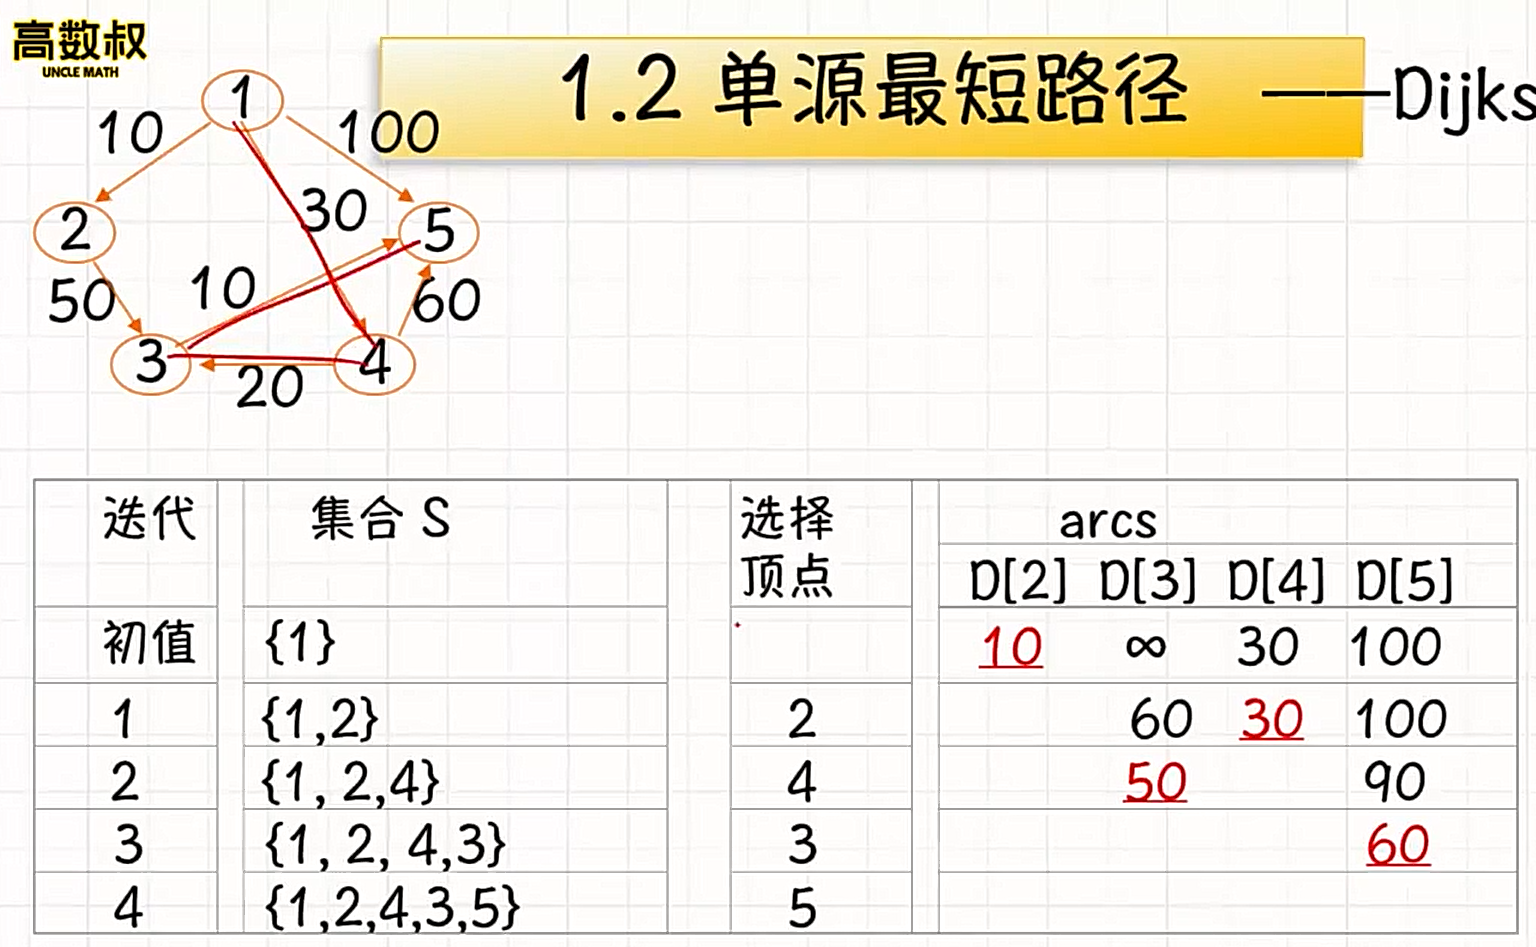 高数叔
UNCLE MATH
1.2 单源最短路径 ——Dijks
1
10
100
30
2
5
50
10
60
3
4
20
迭代 集合 S 选择顶点 arcs
D[2] D[3] D[4] D[5]
初值 {1} 10 ∞ 30 100
1 {1,2} 2 60 30 100
2 {1, 2,4} 4 50 90
3 {1, 2, 4,3} 3 60
4 {1,2,4,3,5} 5